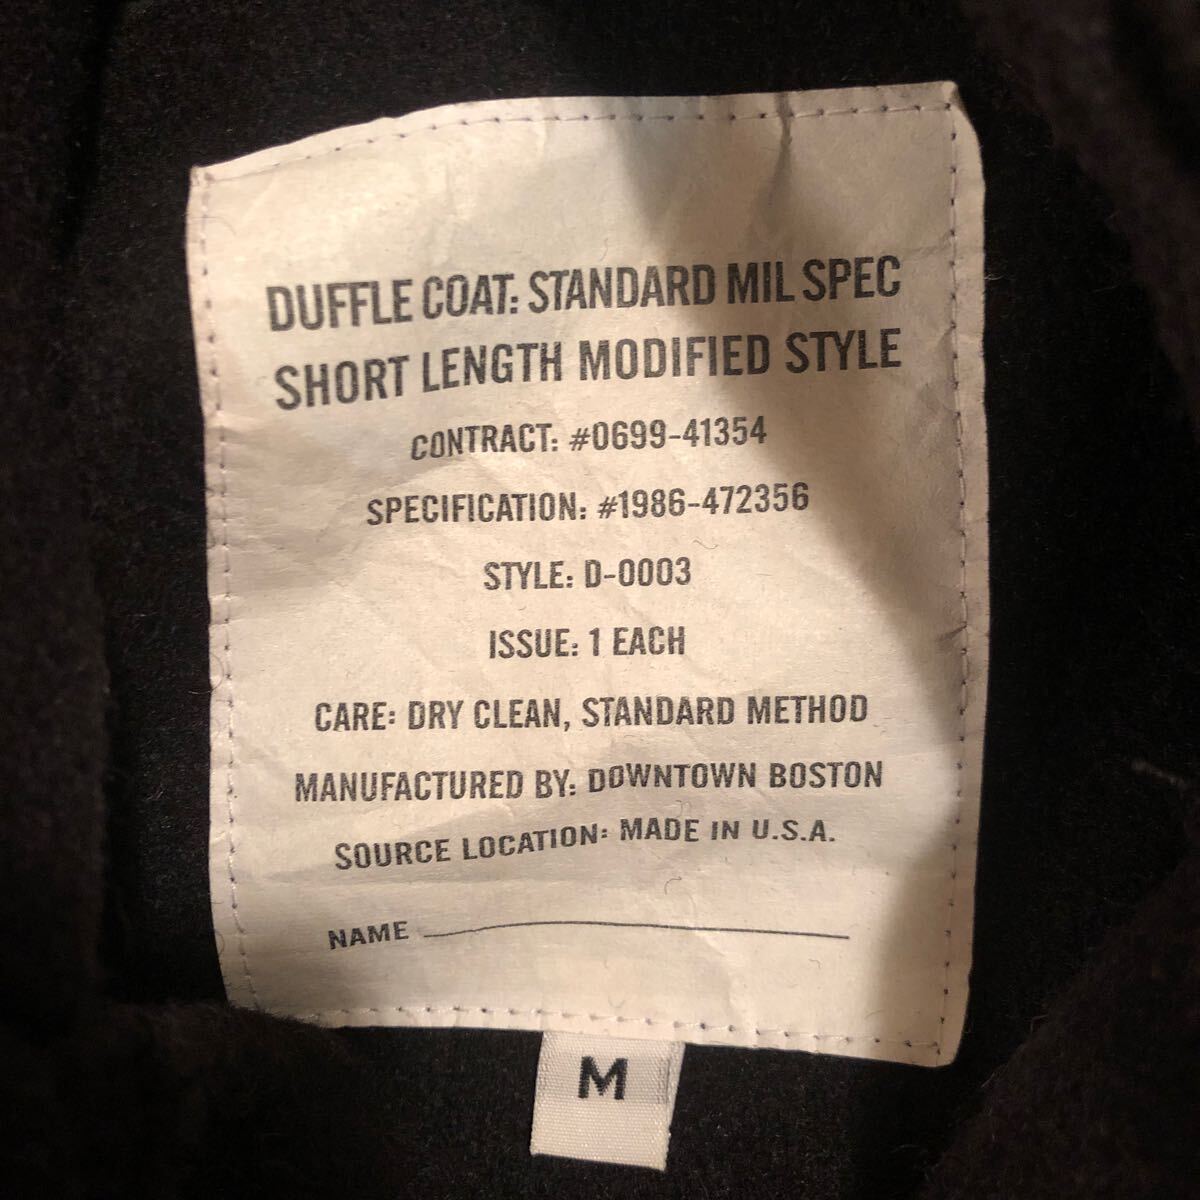 DUFFLE COAT: STANDARD MIL SPEC
SHORT LENGTH MODIFIED STYLE
CONTRACT: #0699-41354
SPECIFICATION: #1986-472356
STYLE: D-0003
ISSUE: 1 EACH
CARE: DRY CLEAN, STANDARD METHOD
MANUFACTURED BY: DOWNTOWN BOSTON
SOURCE LOCATION: MADE IN U.S.A.
NAME
M